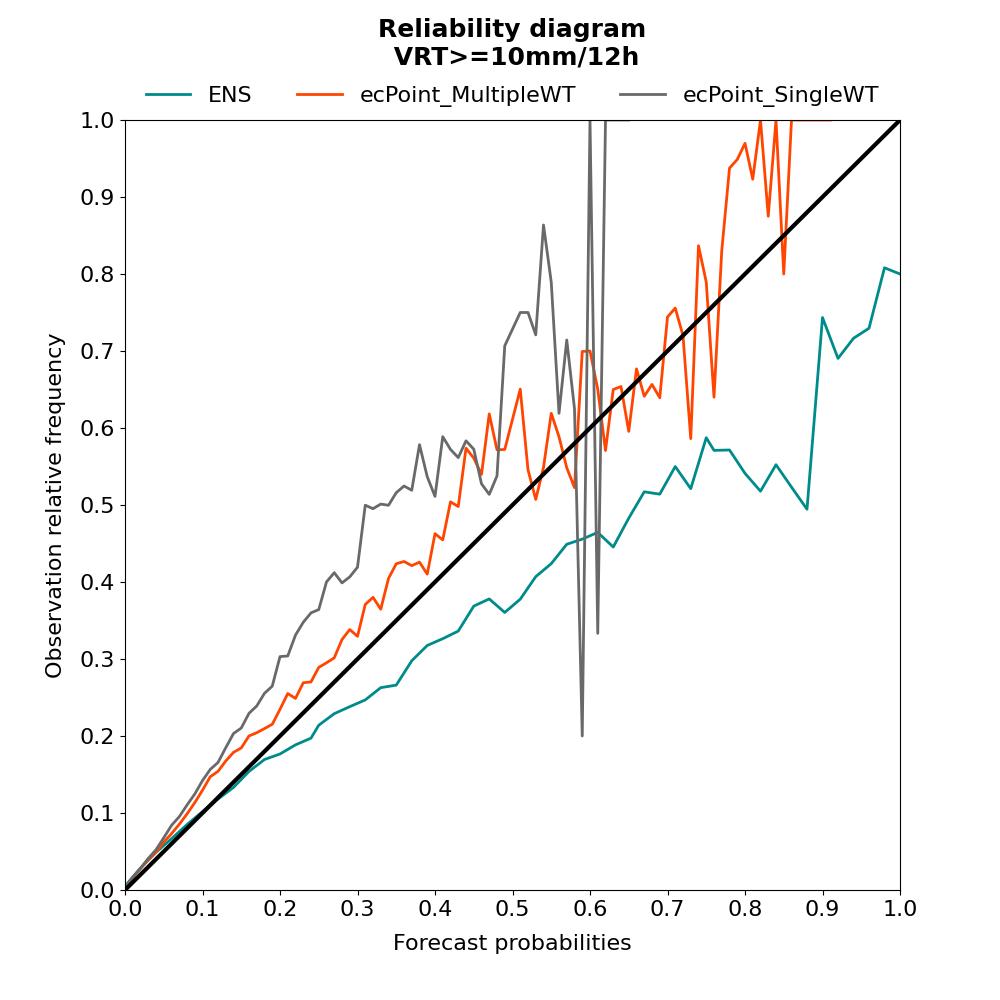 Reliability diagram
VRT>=10mm/12h
ENS ecPoint_MultipleWT ecPoint_SingleWT
1.0
0.9
0.8
0.7
0.6
0.5
0.4
0.3
0.2
0.1
0.0
Observation relative frequency
0.0 0.1 0.2 0.3 0.4 0.5 0.6 0.7 0.8 0.9 1.0
Forecast probabilities